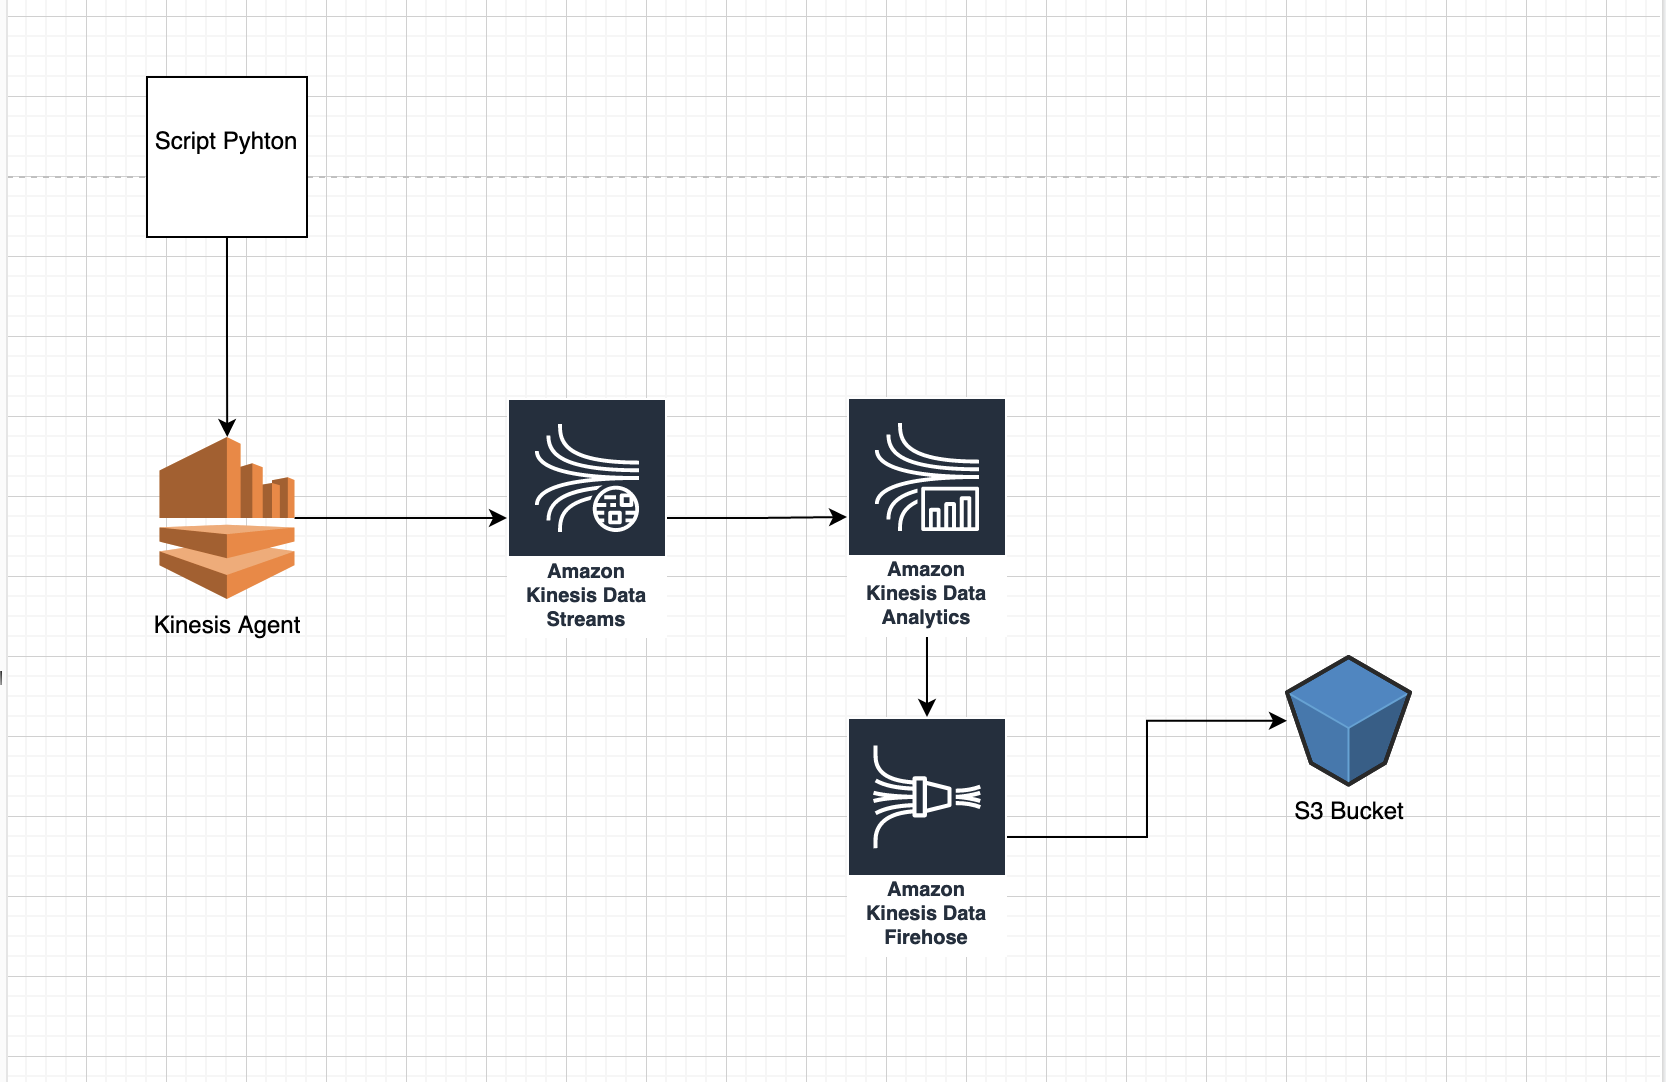 Script Pyhton
Kinesis Agent
Amazon
Kinesis Data
Streams
Amazon
Kinesis Data
Analytics
Amazon
Kinesis Data
Firehose
S3 Bucket